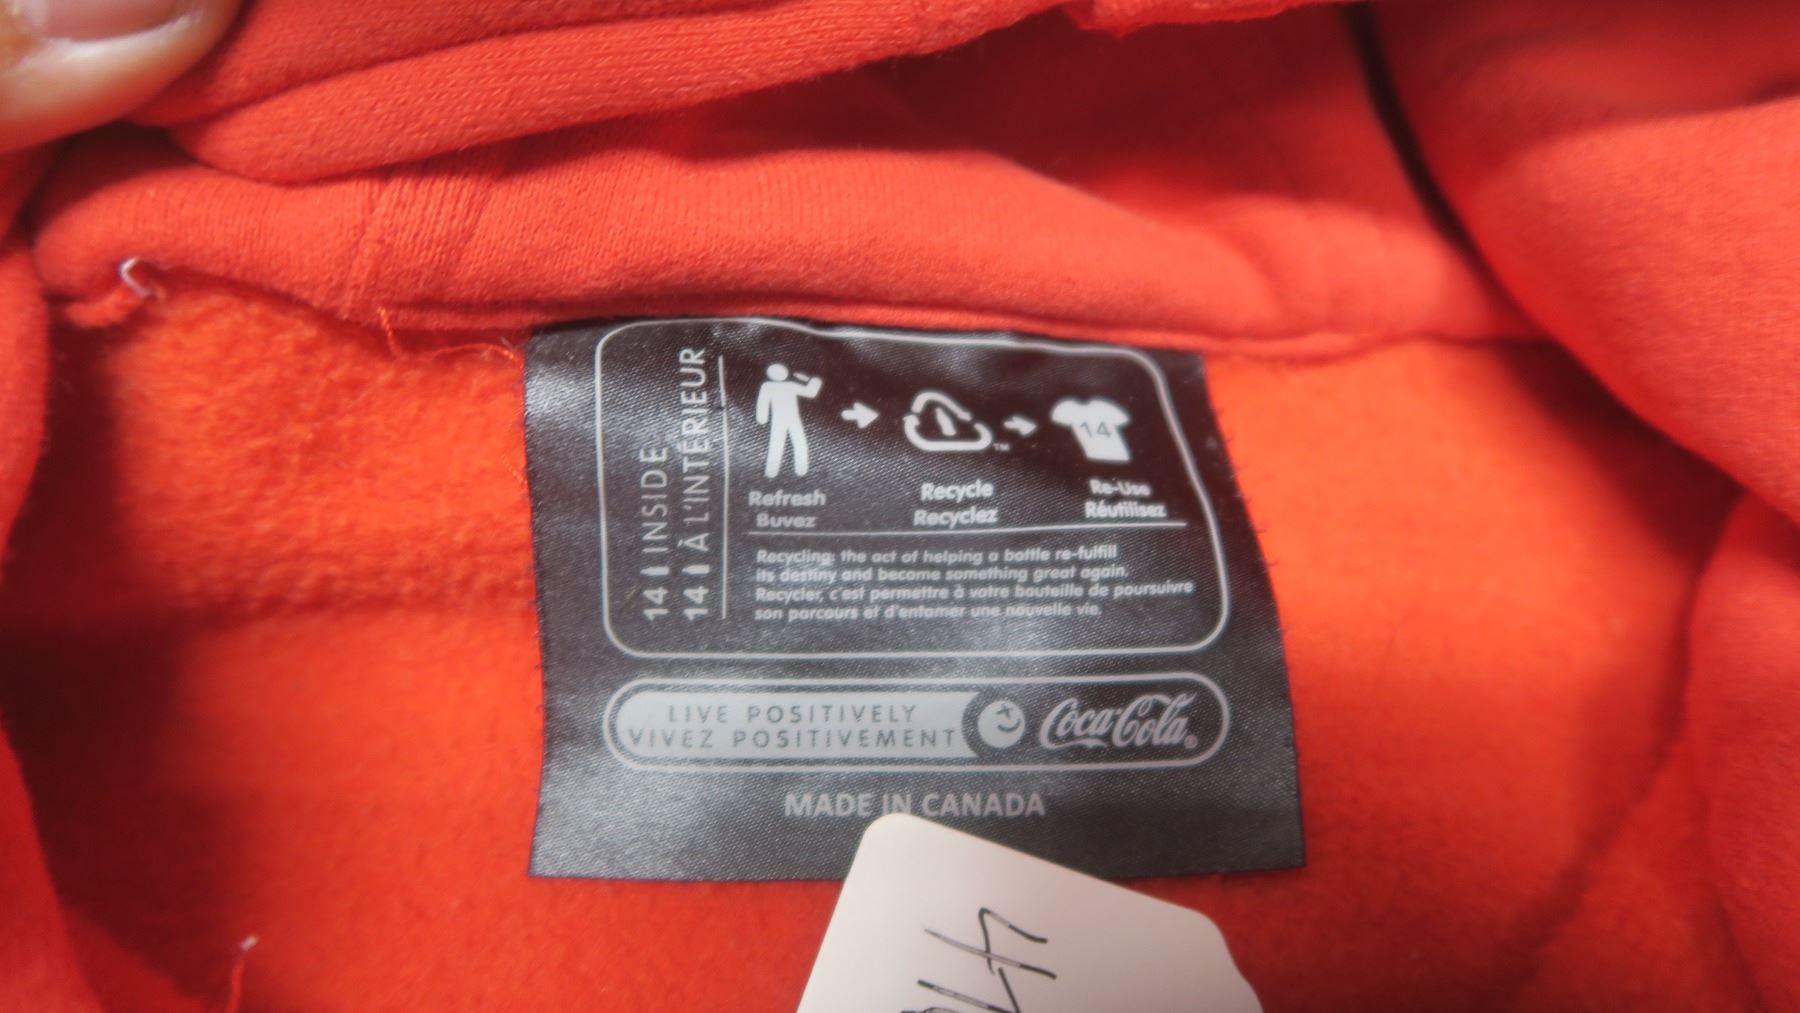 14 INSIDE
14 À L'INTÉRIEUR
Refresh
Buvez
Recycle
Recyclez
Re-Use
Réutilisez
14
TM
Recycling: the act of helping a bottle re-fulfill
its destiny and become something great again.
Recycler, c'est permettre à votre bouteille de poursuivre
son parcours et d'entamer une nouvelle vie.
LIVE POSITIVELY
VIVEZ POSITIVEMENT
Coca-Cola®
MADE IN CANADA